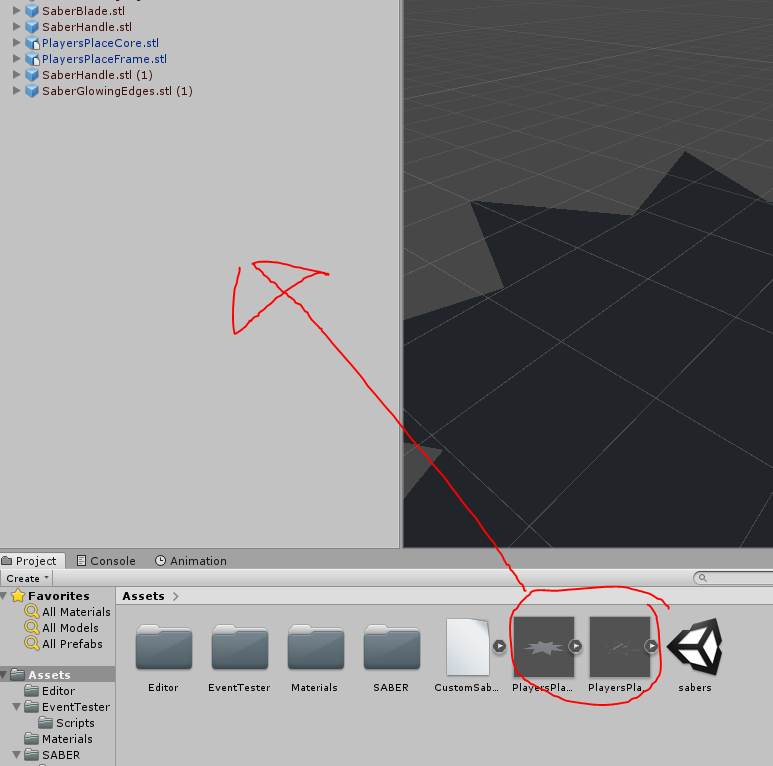 SaberBlade.stl
SaberHandle.stl
PlayersPlaceCore.stl
PlayersPlaceFrame.stl
SaberHandle.stl (1)
SaberGlowingEdges.stl (1)
Project
Console
Animation
Create
Favorites
All Materials
All Models
All Prefabs
Assets
Editor
EventTester
Scripts
Materials
SABER
Assets
Editor
EventTester
Materials
SABER
CustomSab...
PlayersPla...
PlayersPla...
sabers